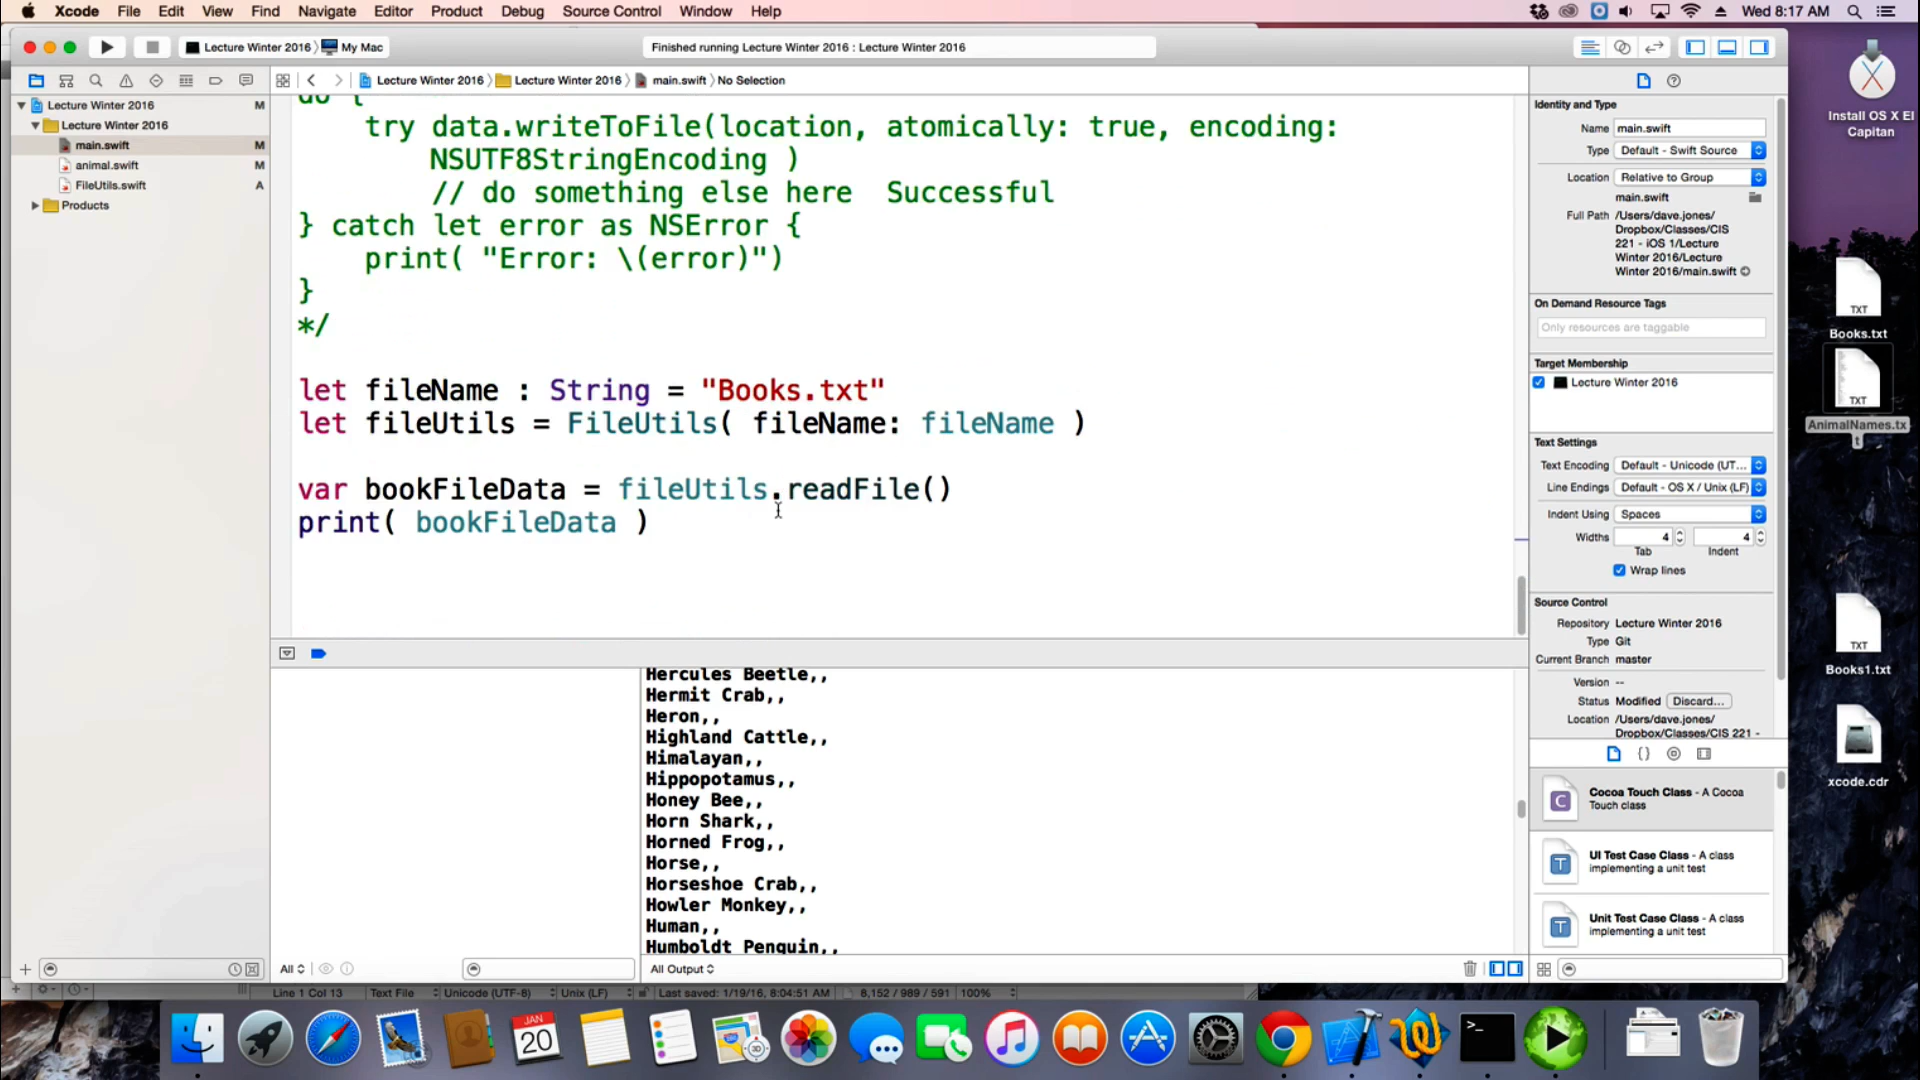 Xcode File Edit View Find Navigate Editor Product Debug Source Control Window Help
Wed 8:17 AM
Lecture Winter 2016 My Mac
Finished running Lecture Winter 2016 : Lecture Winter 2016
Lecture Winter 2016 Lecture Winter 2016 main.swift No Selection
Lecture Winter 2016 M
Lecture Winter 2016
main.swift M
animal.swift M
FileUtils.swift A
Products
do {
try data.writeToFile(location, atomically: true, encoding:
NSUTF8StringEncoding )
// do something else here Successful
} catch let error as NSError {
print( "Error: \(error)")
}
*/
let fileName : String = "Books.txt"
let fileUtils = FileUtils( fileName: fileName )
var bookFileData = fileUtils.readFile()
print( bookFileData )
Hercules Beetle,,
Hermit Crab,,
Heron,,
Highland Cattle,,
Himalayan,,
Hippopotamus,,
Honey Bee,,
Horn Shark,,
Horned Frog,,
Horse,,
Horseshoe Crab,,
Howler Monkey,,
Human,,
Humboldt Penguin,,
All
All Output
Identity and Type
Name main.swift
Type Default - Swift Source
Location Relative to Group
main.swift
Full Path /Users/dave.jones/
Dropbox/Classes/CIS
221 - iOS 1/Lecture
Winter 2016/Lecture
Winter 2016/main.swift
On Demand Resource Tags
Only resources are taggable
Target Membership
Lecture Winter 2016
Text Settings
Text Encoding Default - Unicode (UT...
Line Endings Default - OS X / Unix (LF)
Indent Using Spaces
Widths 4 4
Tab Indent
Wrap lines
Source Control
Repository Lecture Winter 2016
Type Git
Current Branch master
Version --
Status Modified Discard...
Location /Users/dave.jones/
Dropbox/Classes/CIS 221 -
Cocoa Touch Class - A Cocoa
Touch class
UI Test Case Class - A class
implementing a unit test
Unit Test Case Class - A class
implementing a unit test
Install OS X El
Capitan
TXT
Books.txt
TXT
AnimalNames.tx
t
TXT
Books1.txt
xcode.cdr
Line 1 Col 13 Text File Unicode (UTF-8) Unix (LF) Last saved: 1/19/16, 8:04:51 AM 8,152 / 989 / 591 100%
JAN
20
3D